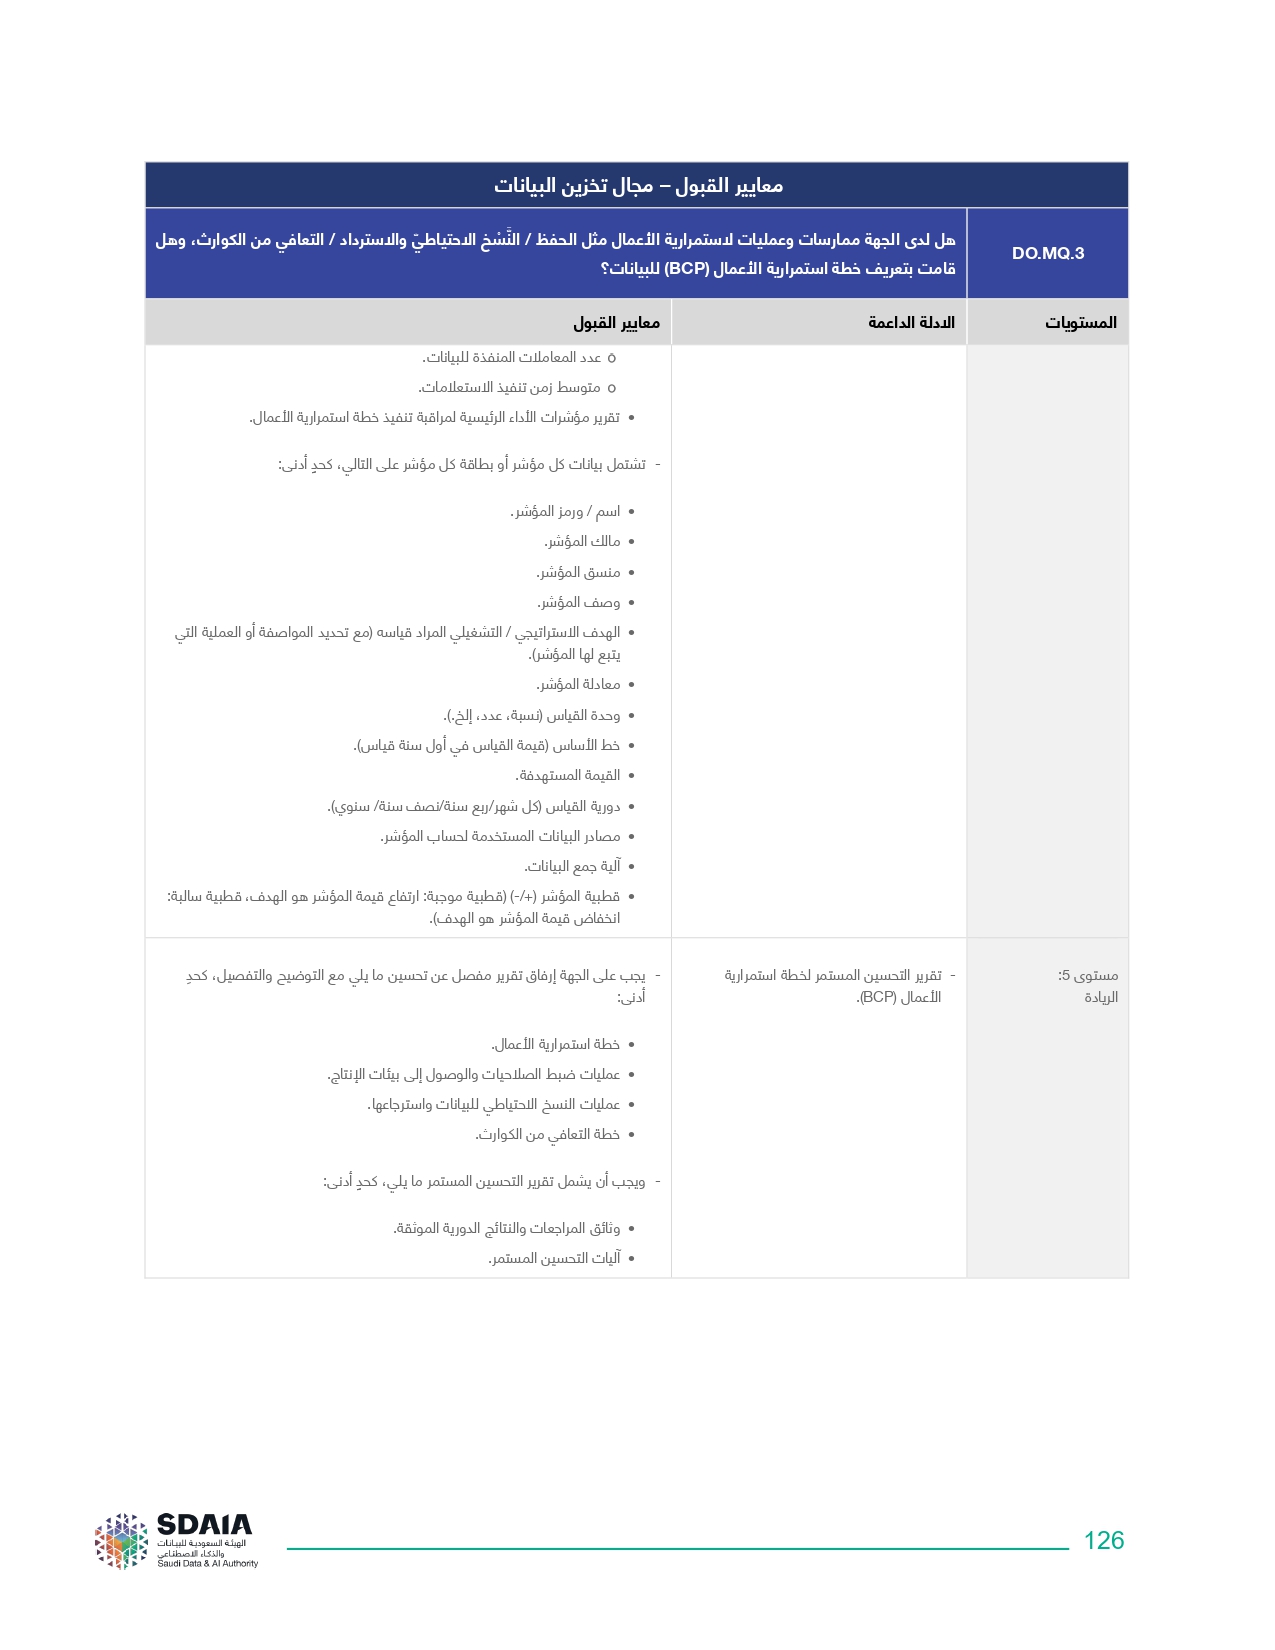 معايير القبول – مجال تخزين البيانات
DO.MQ.3
هل لدى الجهة ممارسات وعمليات لاستمرارية الأعمال مثل الحفظ / النَّسْخ الاحتياطيّ والاسترداد / التعافي من الكوارث، وهل
قامت بتعريف خطة استمرارية الأعمال (BCP) للبيانات؟
المستويات
الادلة الداعمة
معايير القبول
o عدد المعاملات المنفذة للبيانات.
o متوسط زمن تنفيذ الاستعلامات.
• تقرير مؤشرات الأداء الرئيسية لمراقبة تنفيذ خطة استمرارية الأعمال.
- تشتمل بيانات كل مؤشر أو بطاقة كل مؤشر على التالي، كحدٍ أدنى:
• اسم / ورمز المؤشر.
• مالك المؤشر.
• منسق المؤشر.
• وصف المؤشر.
• الهدف الاستراتيجي / التشغيلي المراد قياسه (مع تحديد المواصفة أو العملية التي
يتبع لها المؤشر).
• معادلة المؤشر.
• وحدة القياس (نسبة، عدد، إلخ.).
• خط الأساس (قيمة القياس في أول سنة قياس).
• القيمة المستهدفة.
• دورية القياس (كل شهر/ربع سنة/نصف سنة/ سنوي).
• مصادر البيانات المستخدمة لحساب المؤشر.
• آلية جمع البيانات.
• قطبية المؤشر (+/-) (قطبية موجبة: ارتفاع قيمة المؤشر هو الهدف، قطبية سالبة:
انخفاض قيمة المؤشر هو الهدف).
مستوى 5:
الريادة
- تقرير التحسين المستمر لخطة استمرارية
الأعمال (BCP).
- يجب على الجهة إرفاق تقرير مفصل عن تحسين ما يلي مع التوضيح والتفصيل، كحدٍ
أدنى:
• خطة استمرارية الأعمال.
• عمليات ضبط الصلاحيات والوصول إلى بيئات الإنتاج.
• عمليات النسخ الاحتياطي للبيانات واسترجاعها.
• خطة التعافي من الكوارث.
- ويجب أن يشمل تقرير التحسين المستمر ما يلي، كحدٍ أدنى:
• وثائق المراجعات والنتائج الدورية الموثقة.
• آليات التحسين المستمر.
SDAIA
الهيئة السعودية للبيانات
والذكاء الاصطناعي
Saudi Data & AI Authority
126